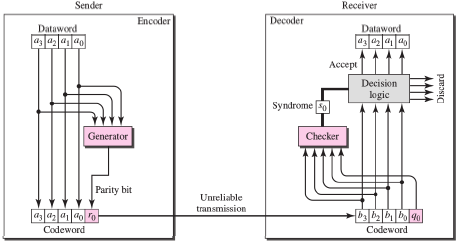 Sender
Encoder
Dataword
a3 a2 a1 a0
Generator
Parity bit
a3 a2 a1 a0 r0
Codeword
Unreliable
transmission
Receiver
Decoder
Dataword
a3 a2 a1 a0
Accept
Decision
logic
Discard
Syndrome s0
Checker
b3 b2 b1 b0 q0
Codeword